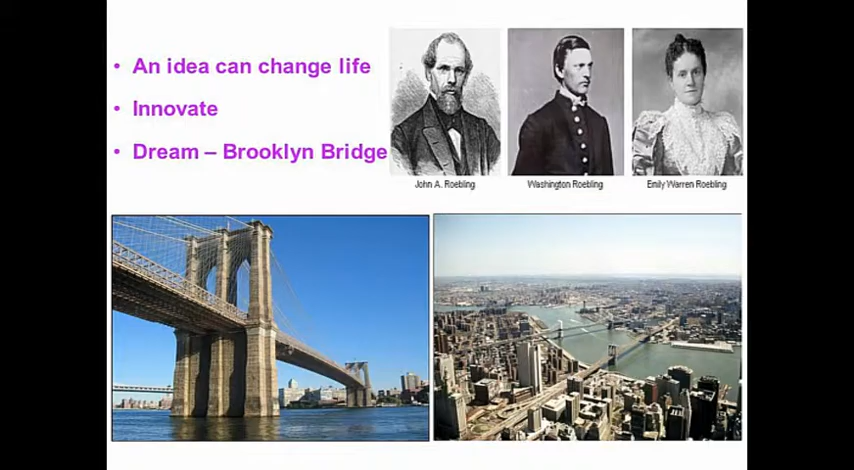 • An idea can change life
• Innovate
• Dream – Brooklyn Bridge
John A. Roebling
Washington Roebling
Emily Warren Roebling